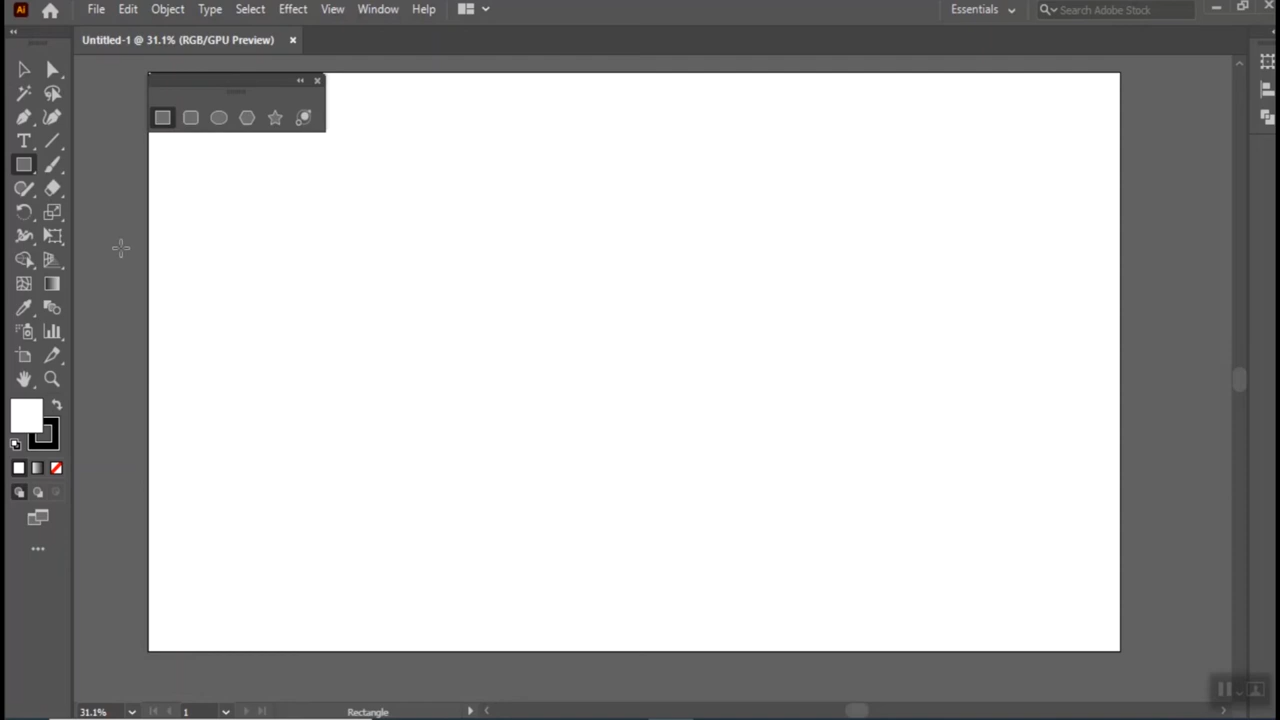 Ai File Edit Object Type Select Effect View Window Help Essentials Search Adobe Stock
Untitled-1 @ 31.1% (RGB/GPU Preview)
31.1% 1 Rectangle